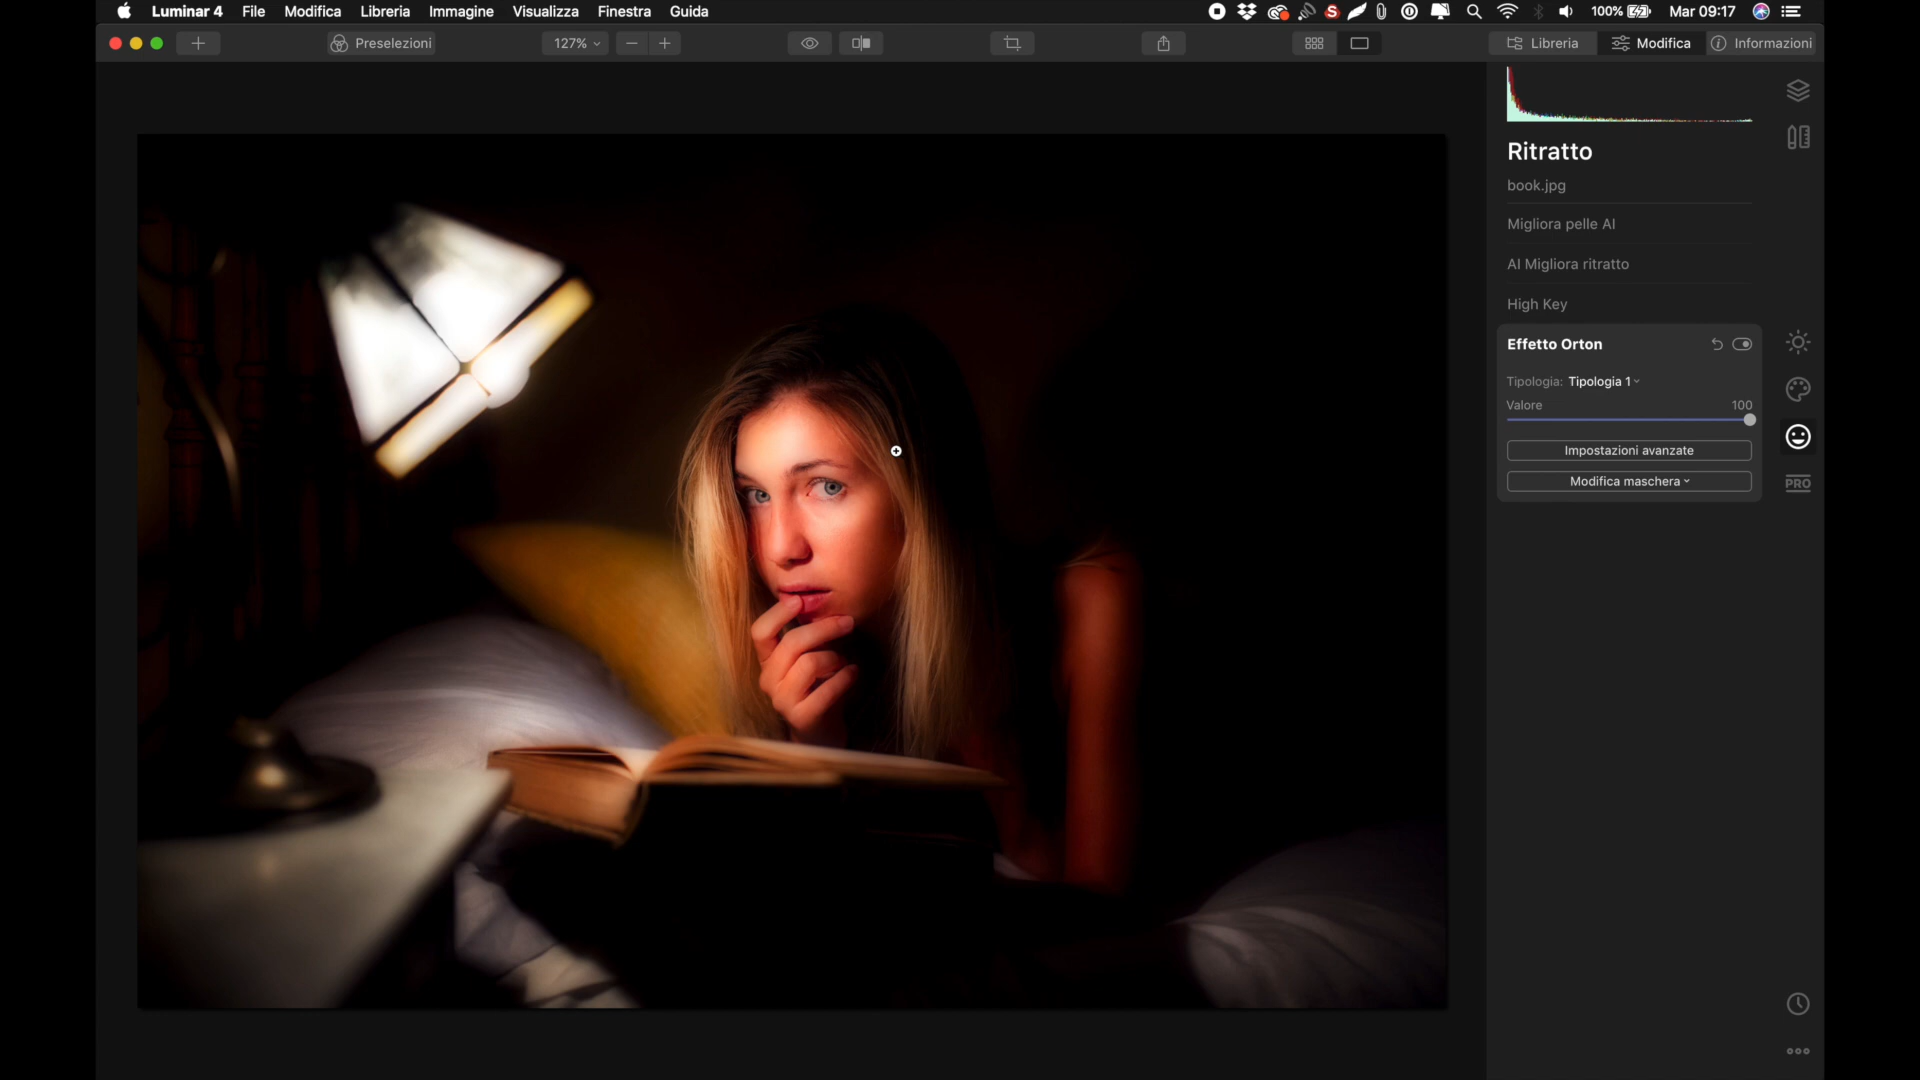 Luminar 4 File Modifica Libreria Immagine Visualizza Finestra Guida 100% Mar 09:17
Preselezioni 127% Libreria Modifica Informazioni
Ritratto
book.jpg
Migliora pelle AI
AI Migliora ritratto
High Key
Effetto Orton
Tipologia: Tipologia 1
Valore 100
Impostazioni avanzate
Modifica maschera
PRO